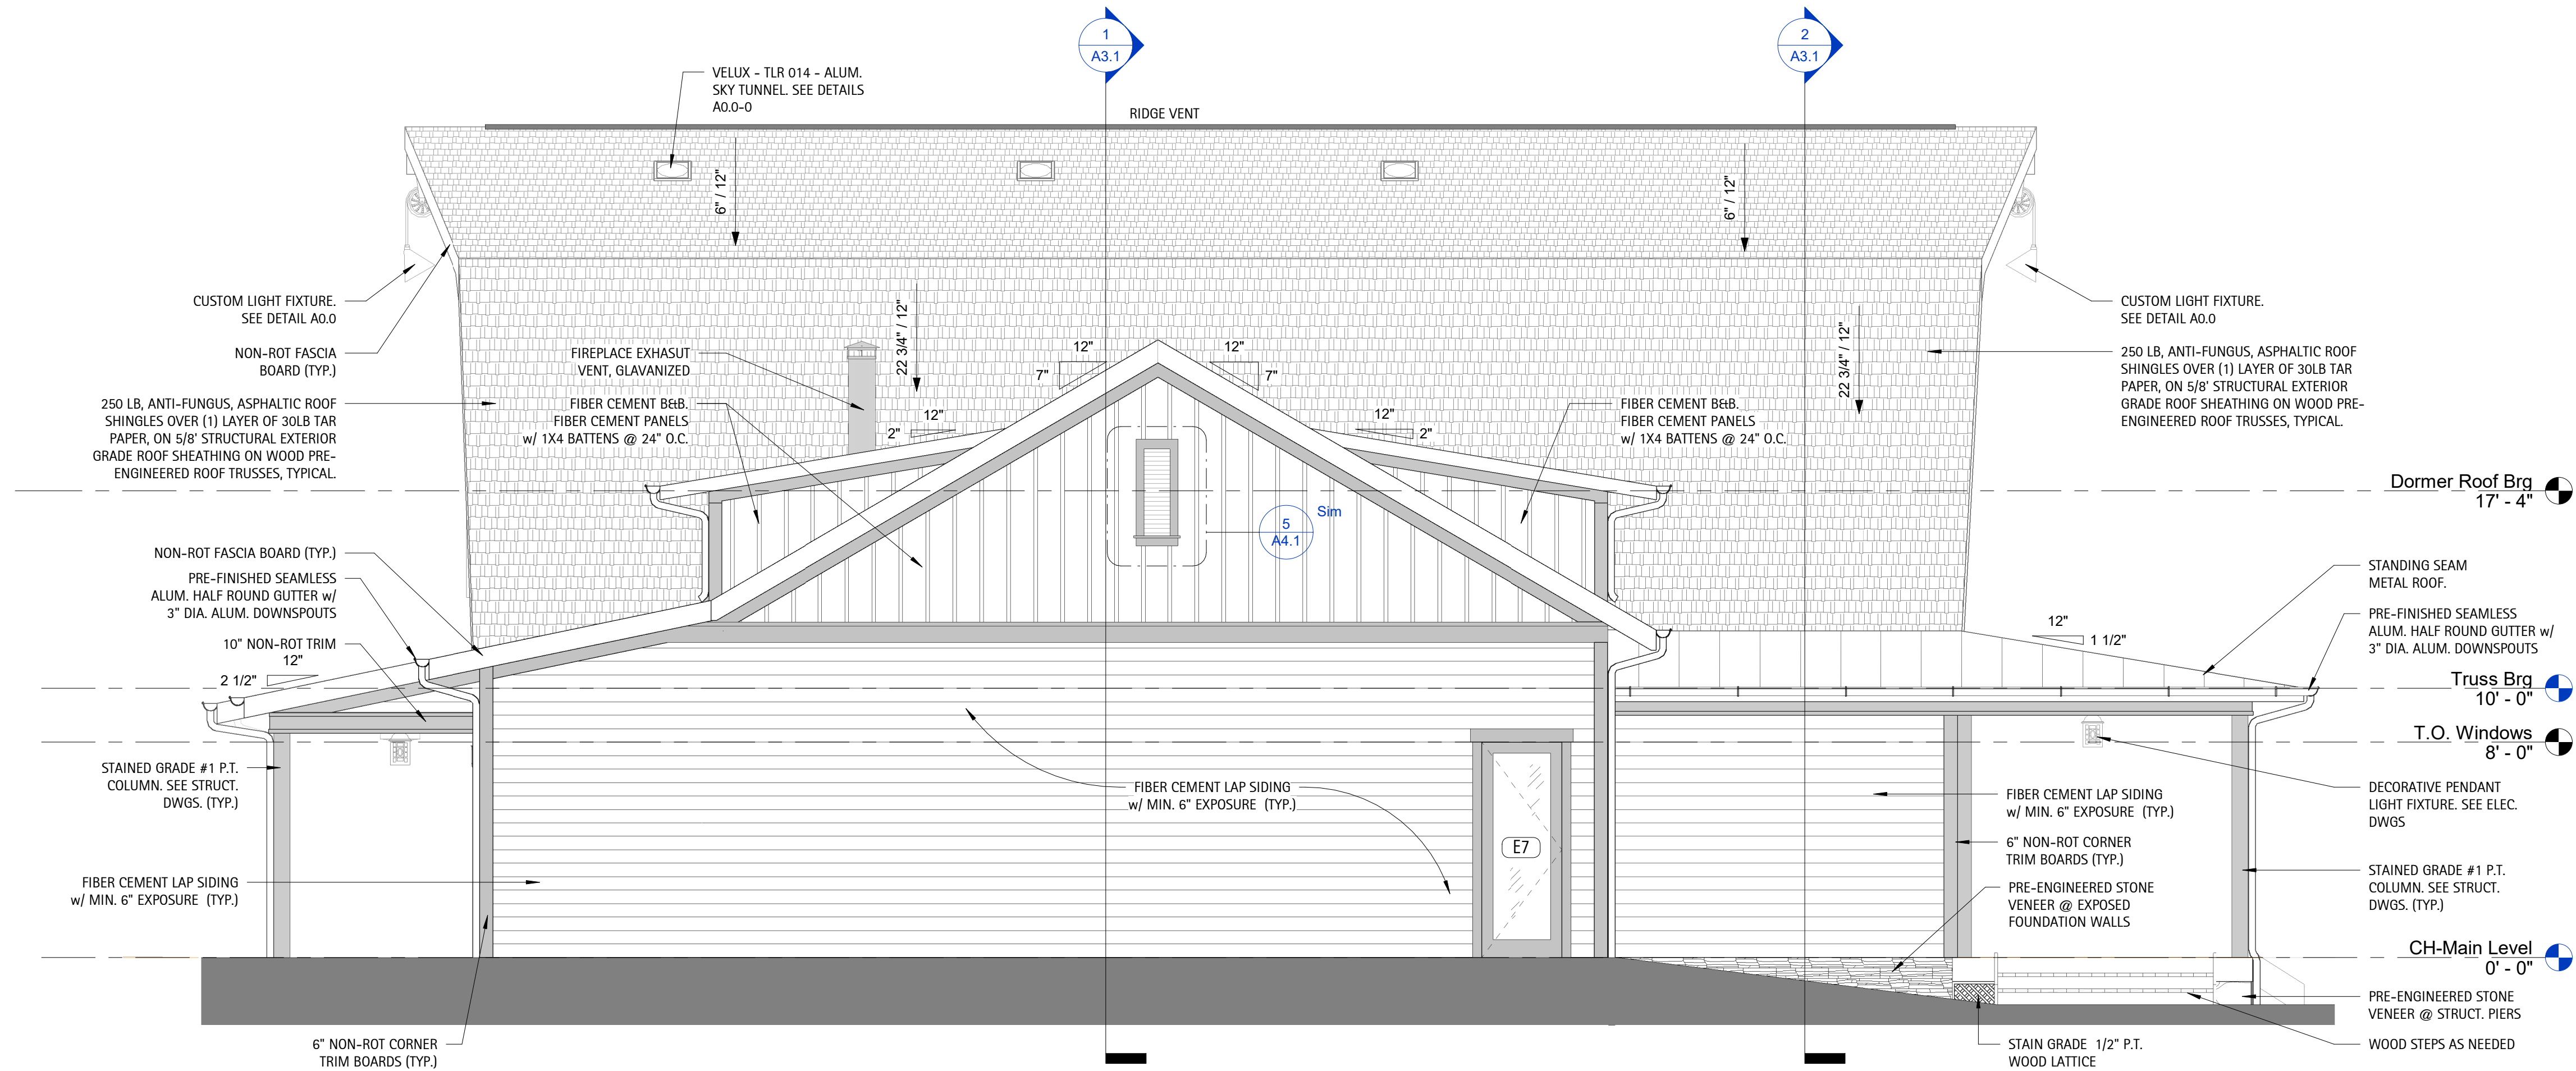 1
A3.1
2
A3.1
VELUX - TLR 014 - ALUM.
SKY TUNNEL. SEE DETAILS
A0.0-0
RIDGE VENT
6" / 12"
6" / 12"
CUSTOM LIGHT FIXTURE.
SEE DETAIL A0.0
NON-ROT FASCIA
BOARD (TYP.)
250 LB, ANTI-FUNGUS, ASPHALTIC ROOF
SHINGLES OVER (1) LAYER OF 30LB TAR
PAPER, ON 5/8' STRUCTURAL EXTERIOR
GRADE ROOF SHEATHING ON WOOD PRE-
ENGINEERED ROOF TRUSSES, TYPICAL.
FIREPLACE EXHASUT
VENT, GLAVANIZED
FIBER CEMENT B&B.
FIBER CEMENT PANELS
w/ 1X4 BATTENS @ 24" O.C.
22 3/4" / 12"
12"
7"
12"
7"
12"
2"
12"
2"
22 3/4" / 12"
FIBER CEMENT B&B.
FIBER CEMENT PANELS
w/ 1X4 BATTENS @ 24" O.C.
CUSTOM LIGHT FIXTURE.
SEE DETAIL A0.0
250 LB, ANTI-FUNGUS, ASPHALTIC ROOF
SHINGLES OVER (1) LAYER OF 30LB TAR
PAPER, ON 5/8' STRUCTURAL EXTERIOR
GRADE ROOF SHEATHING ON WOOD PRE-
ENGINEERED ROOF TRUSSES, TYPICAL.
Dormer Roof Brg
17' - 4"
5
A4.1
Sim
NON-ROT FASCIA BOARD (TYP.)
PRE-FINISHED SEAMLESS
ALUM. HALF ROUND GUTTER w/
3" DIA. ALUM. DOWNSPOUTS
10" NON-ROT TRIM
12"
2 1/2"
STAINED GRADE #1 P.T.
COLUMN. SEE STRUCT.
DWGS. (TYP.)
FIBER CEMENT LAP SIDING
w/ MIN. 6" EXPOSURE (TYP.)
6" NON-ROT CORNER
TRIM BOARDS (TYP.)
FIBER CEMENT LAP SIDING
w/ MIN. 6" EXPOSURE (TYP.)
E7
12"
1 1/2"
STANDING SEAM
METAL ROOF.
PRE-FINISHED SEAMLESS
ALUM. HALF ROUND GUTTER w/
3" DIA. ALUM. DOWNSPOUTS
Truss Brg
10' - 0"
T.O. Windows
8' - 0"
FIBER CEMENT LAP SIDING
w/ MIN. 6" EXPOSURE (TYP.)
6" NON-ROT CORNER
TRIM BOARDS (TYP.)
PRE-ENGINEERED STONE
VENEER @ EXPOSED
FOUNDATION WALLS
DECORATIVE PENDANT
LIGHT FIXTURE. SEE ELEC.
DWGS
STAINED GRADE #1 P.T.
COLUMN. SEE STRUCT.
DWGS. (TYP.)
CH-Main Level
0' - 0"
PRE-ENGINEERED STONE
VENEER @ STRUCT. PIERS
STAIN GRADE 1/2" P.T.
WOOD LATTICE
WOOD STEPS AS NEEDED